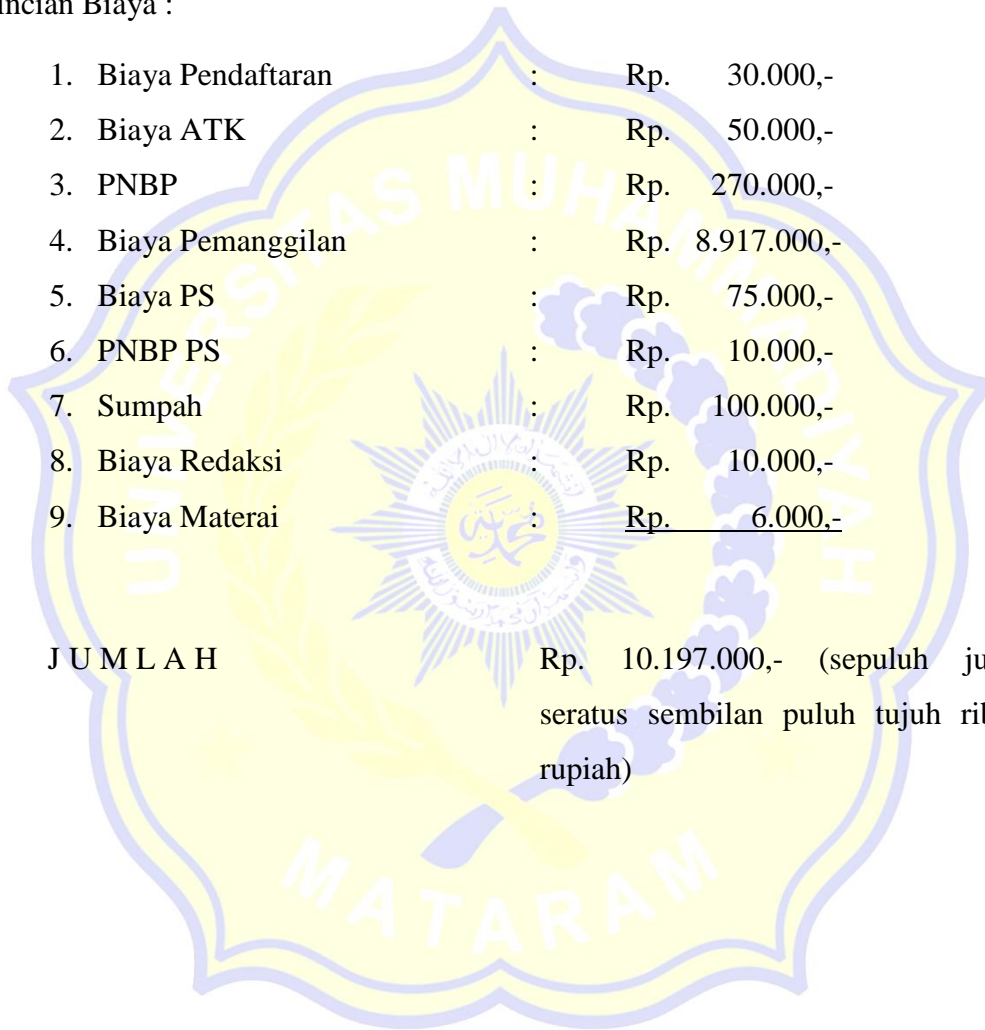 Biaya :
1. Biaya Pendaftaran : Rp. 30.000,-
2. Biaya ATK : Rp. 50.000,-
3. PNBP : Rp. 270.000,-
4. Biaya Pemanggilan : Rp. 8.917.000,-
5. Biaya PS : Rp. 75.000,-
6. PNBP PS : Rp. 10.000,-
7. Sumpah : Rp. 100.000,-
8. Biaya Redaksi : Rp. 10.000,-
9. Biaya Materai : Rp. 6.000,-
J U M L A H Rp. 10.197.000,- (sepuluh
seratus sembilan puluh tujuh
rupiah)
UNIVERSITAS MUHAMMADIYAH
MATARAM